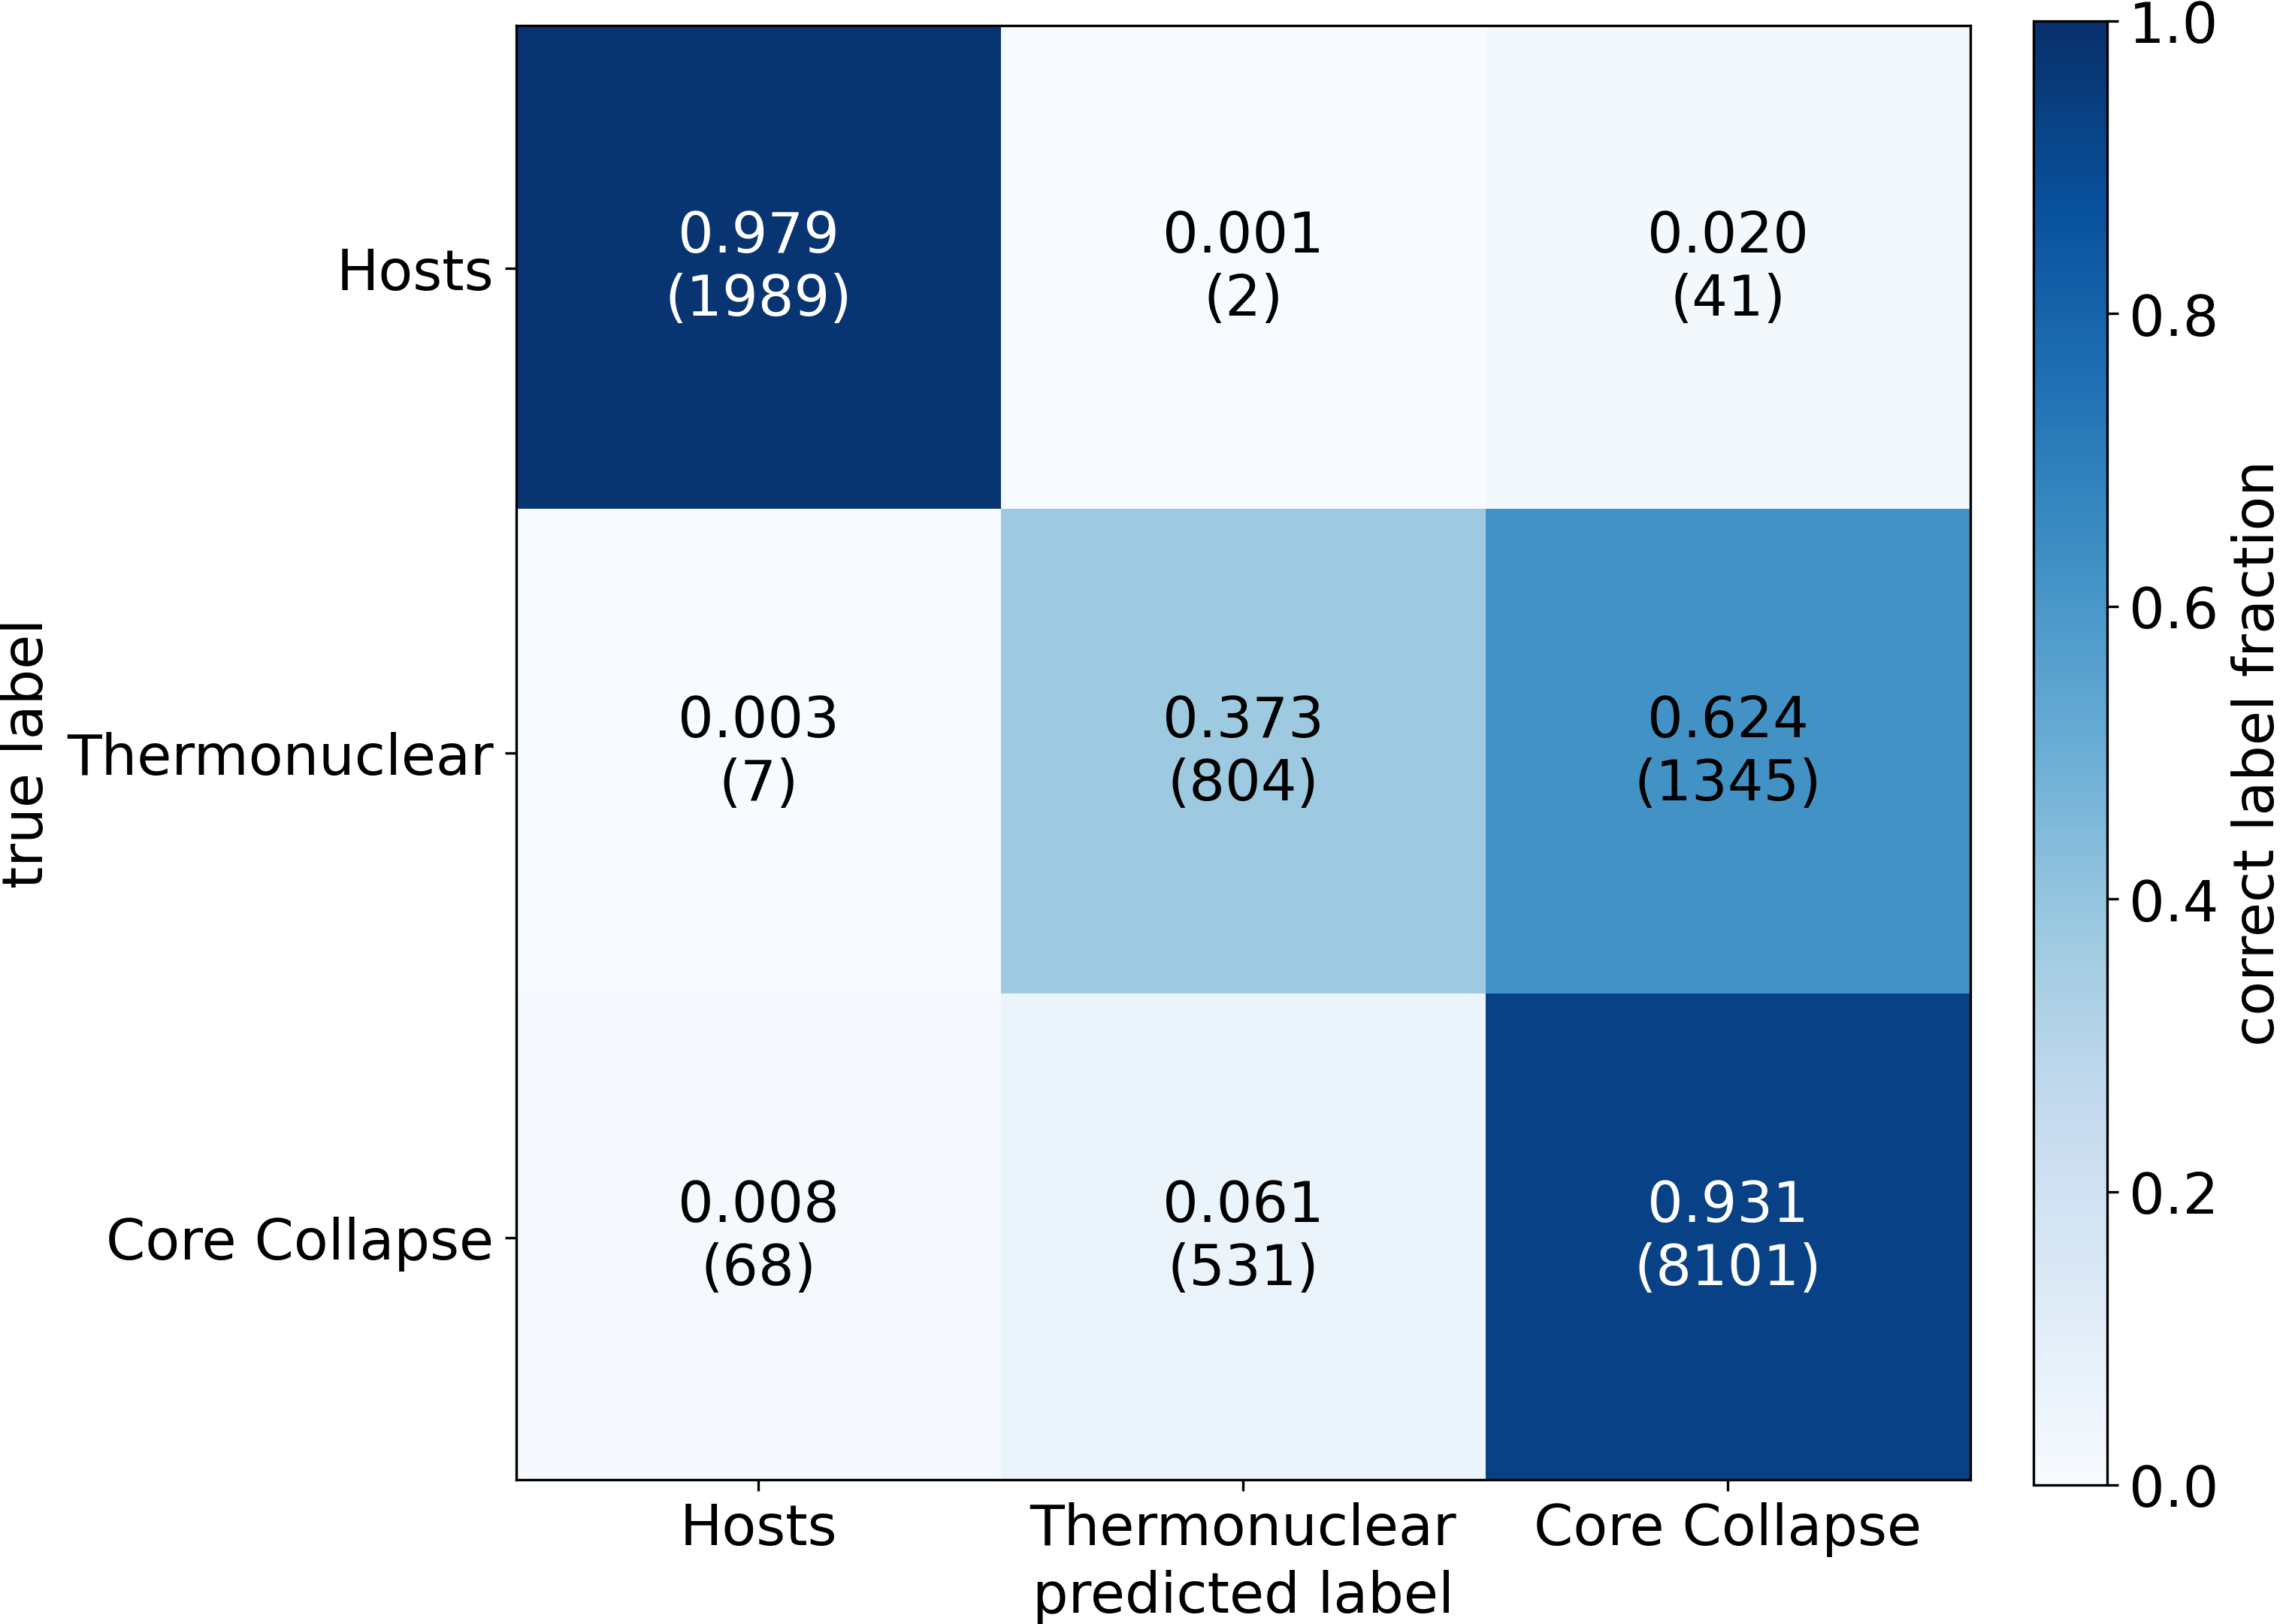 true label
Hosts
0.979
(1989)
0.001
(2)
0.020
(41)
Thermonuclear
0.003
(7)
0.373
(804)
0.624
(1345)
Core Collapse
0.008
(68)
0.061
(531)
0.931
(8101)
Hosts
Thermonuclear
Core Collapse
predicted label
1.0
0.8
0.6
0.4
0.2
0.0
correct label fraction